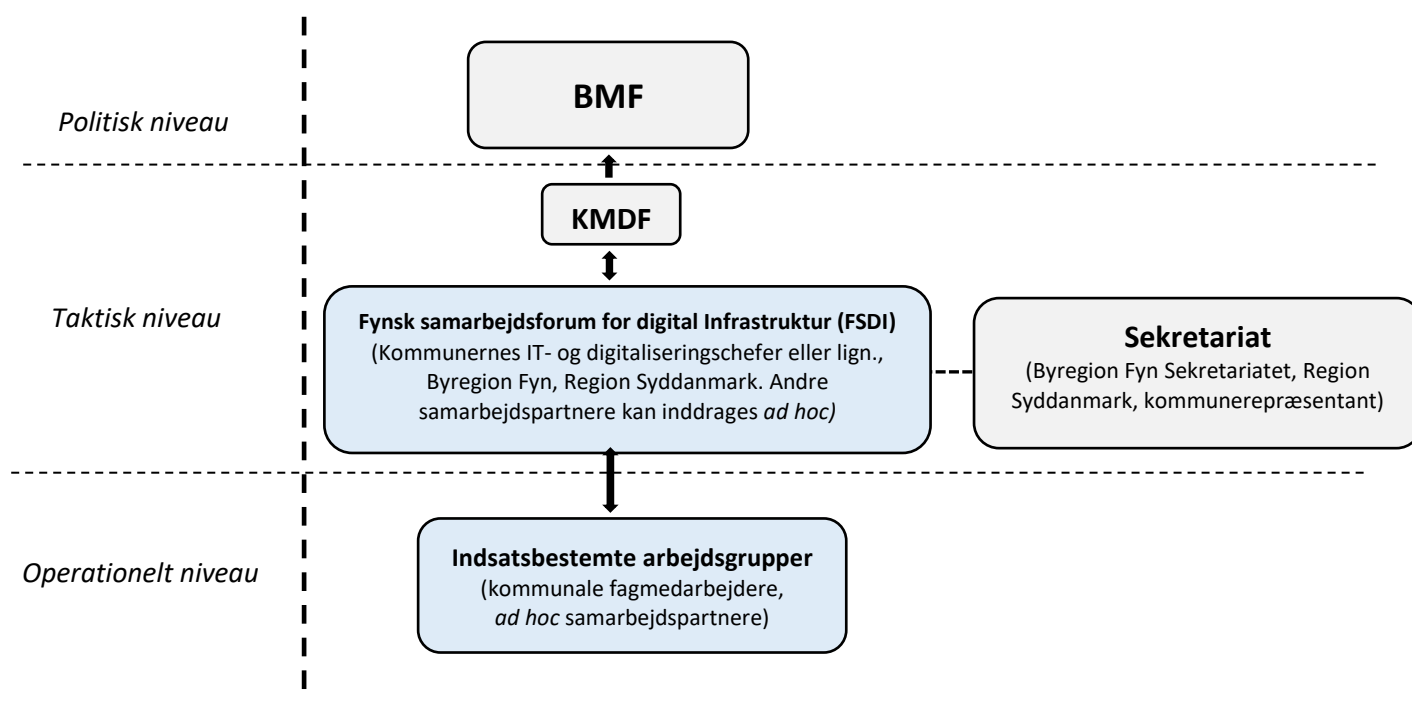 BMF
Politisk niveau
KMDF
Taktisk niveau
Fynsk samarbejdsforum for digital Infrastruktur (FSDI)
(Kommunernes IT- og digitaliseringschefer eller lign.,
Byregion Fyn, Region Syddanmark. Andre
samarbejdspartnere kan inddrages ad hoc)
Sekretariat
(Byregion Fyn Sekretariatet, Region
Syddanmark, kommunerepræsentant)
Operationelt niveau
Indsatsbestemte arbejdsgrupper
(kommunale fagmedarbejdere,
ad hoc samarbejdspartnere)